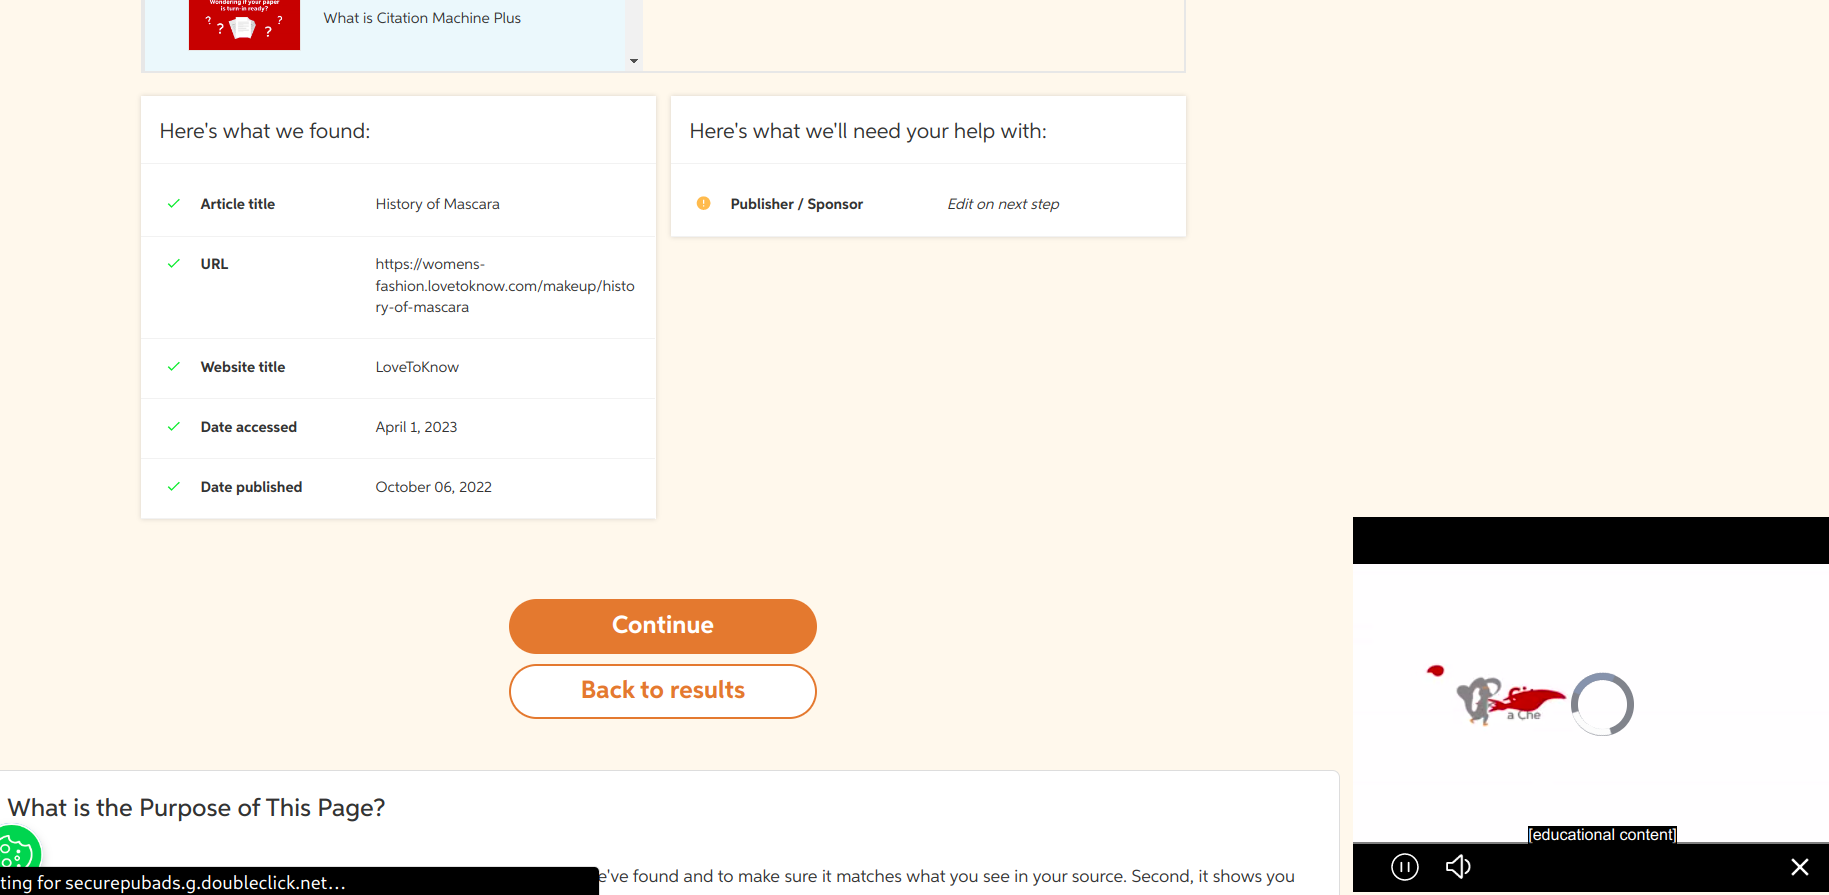 Wondering if your paper
is turn-in ready?
? ? ? ?
What is Citation Machine Plus
Here's what we found:
Article title History of Mascara
URL https://womens-
fashion.lovetoknow.com/makeup/histo
ry-of-mascara
Website title LoveToKnow
Date accessed April 1, 2023
Date published October 06, 2022
Here's what we'll need your help with:
! Publisher / Sponsor Edit on next step
Continue
Back to results
a Che
[educational content]
What is the Purpose of This Page?
e've found and to make sure it matches what you see in your source. Second, it shows you
ting for securepubads.g.doubleclick.net...